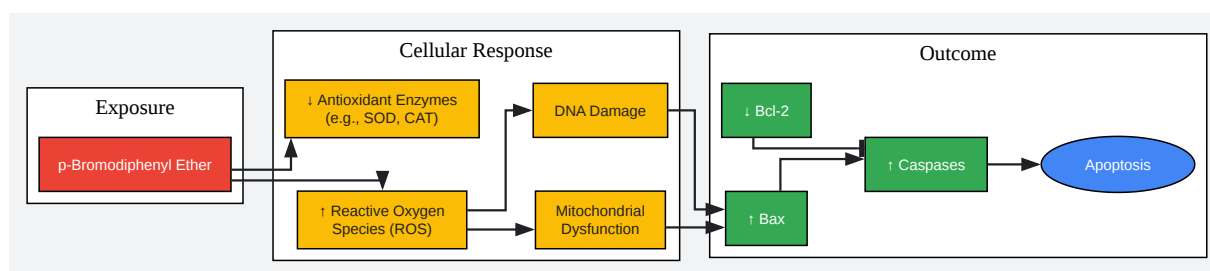 Exposure
p-Bromodiphenyl Ether
Cellular Response
↓ Antioxidant Enzymes
(e.g., SOD, CAT)
↑ Reactive Oxygen
Species (ROS)
DNA Damage
Mitochondrial
Dysfunction
Outcome
↓ Bcl-2
↑ Bax
↑ Caspases
Apoptosis